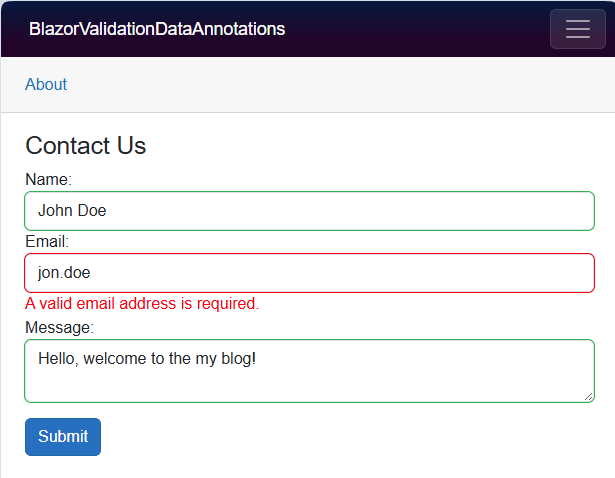 BlazorValidationDataAnnotations
About
Contact Us
Name:
John Doe
Email:
jon.doe
A valid email address is required.
Message:
Hello, welcome to the my blog!
Submit